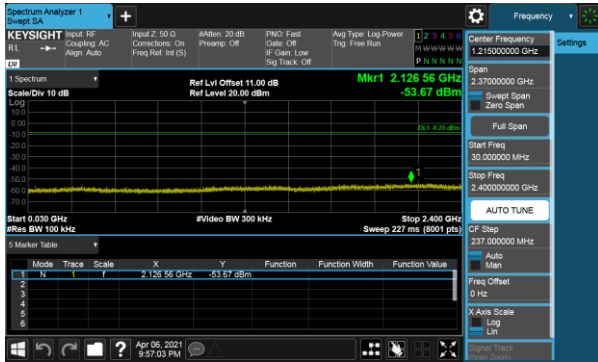 Spectrum Analyzer 1
Swept SA
+
Frequency
KEYSIGHT
Input: RF
Input Z: 50 Ω
#Atten: 20 dB
PNO: Fast
Avg Type: Log-Power
1 2 3 4 5 6
RL
Coupling: AC
Corrections: On
Preamp: Off
Gate: Off
Trig: Free Run
M W W W W W
Align: Auto
Freq Ref: Int (S)
IF Gain: Low
P N N N N N
Sig Track: Off
LXI
Center Frequency
1.215000000 GHz
Settings
Span
2.37000000 GHz
Swept Span
Zero Span
Full Span
Start Freq
30.000000 MHz
Stop Freq
2.400000000 GHz
AUTO TUNE
CF Step
237.000000 MHz
Auto
Man
Freq Offset
0 Hz
X Axis Scale
Log
Lin
Signal Track
(Span Zoom)
1 Spectrum
Ref Lvl Offset 11.00 dB
Mkr1 2.126 56 GHz
Scale/Div 10 dB
Ref Level 20.00 dBm
-53.67 dBm
Log
10.0
0.00
DL1 -8.20 dBm
-10.0
-20.0
-30.0
-40.0
1
-50.0
-60.0
-70.0
Start 0.030 GHz
#Video BW 300 kHz
Stop 2.400 GHz
#Res BW 100 kHz
Sweep 227 ms (8001 pts)
5 Marker Table
Mode Trace Scale X Y Function Function Width Function Value
1 N 1 f 2.126 56 GHz -53.67 dBm
2
3
4
5
6
?
Apr 06, 2021
9:57:03 PM